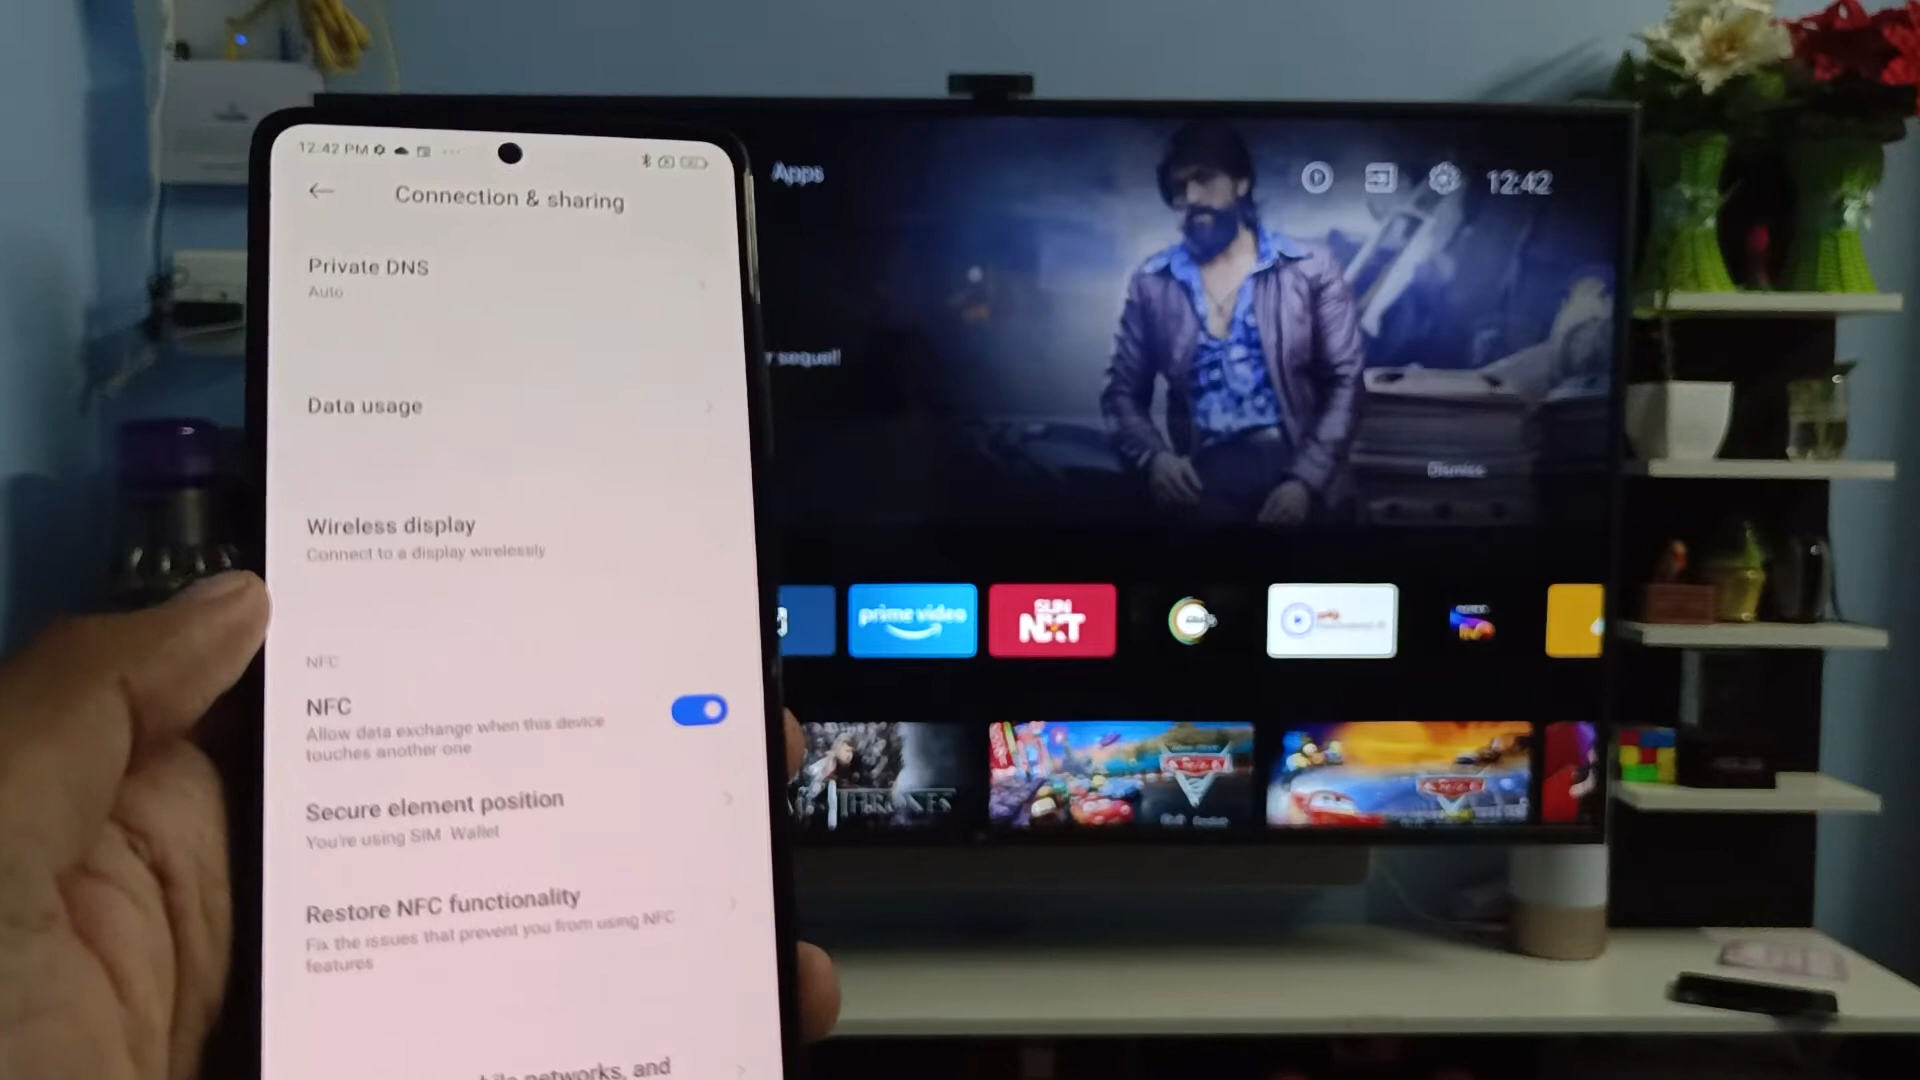 12:42 PM
Connection & sharing
Private DNS
Auto
Data usage
Wireless display
Connect to a display wirelessly
NFC
NFC
Allow data exchange when this device
touches another one
Secure element position
You're using SIM Wallet
Restore NFC functionality
Fix the issues that prevent you from using NFC
features
networks, and
Apps
12:42
sequel!
Dismiss
prime video
SUN
NXT
THRONES